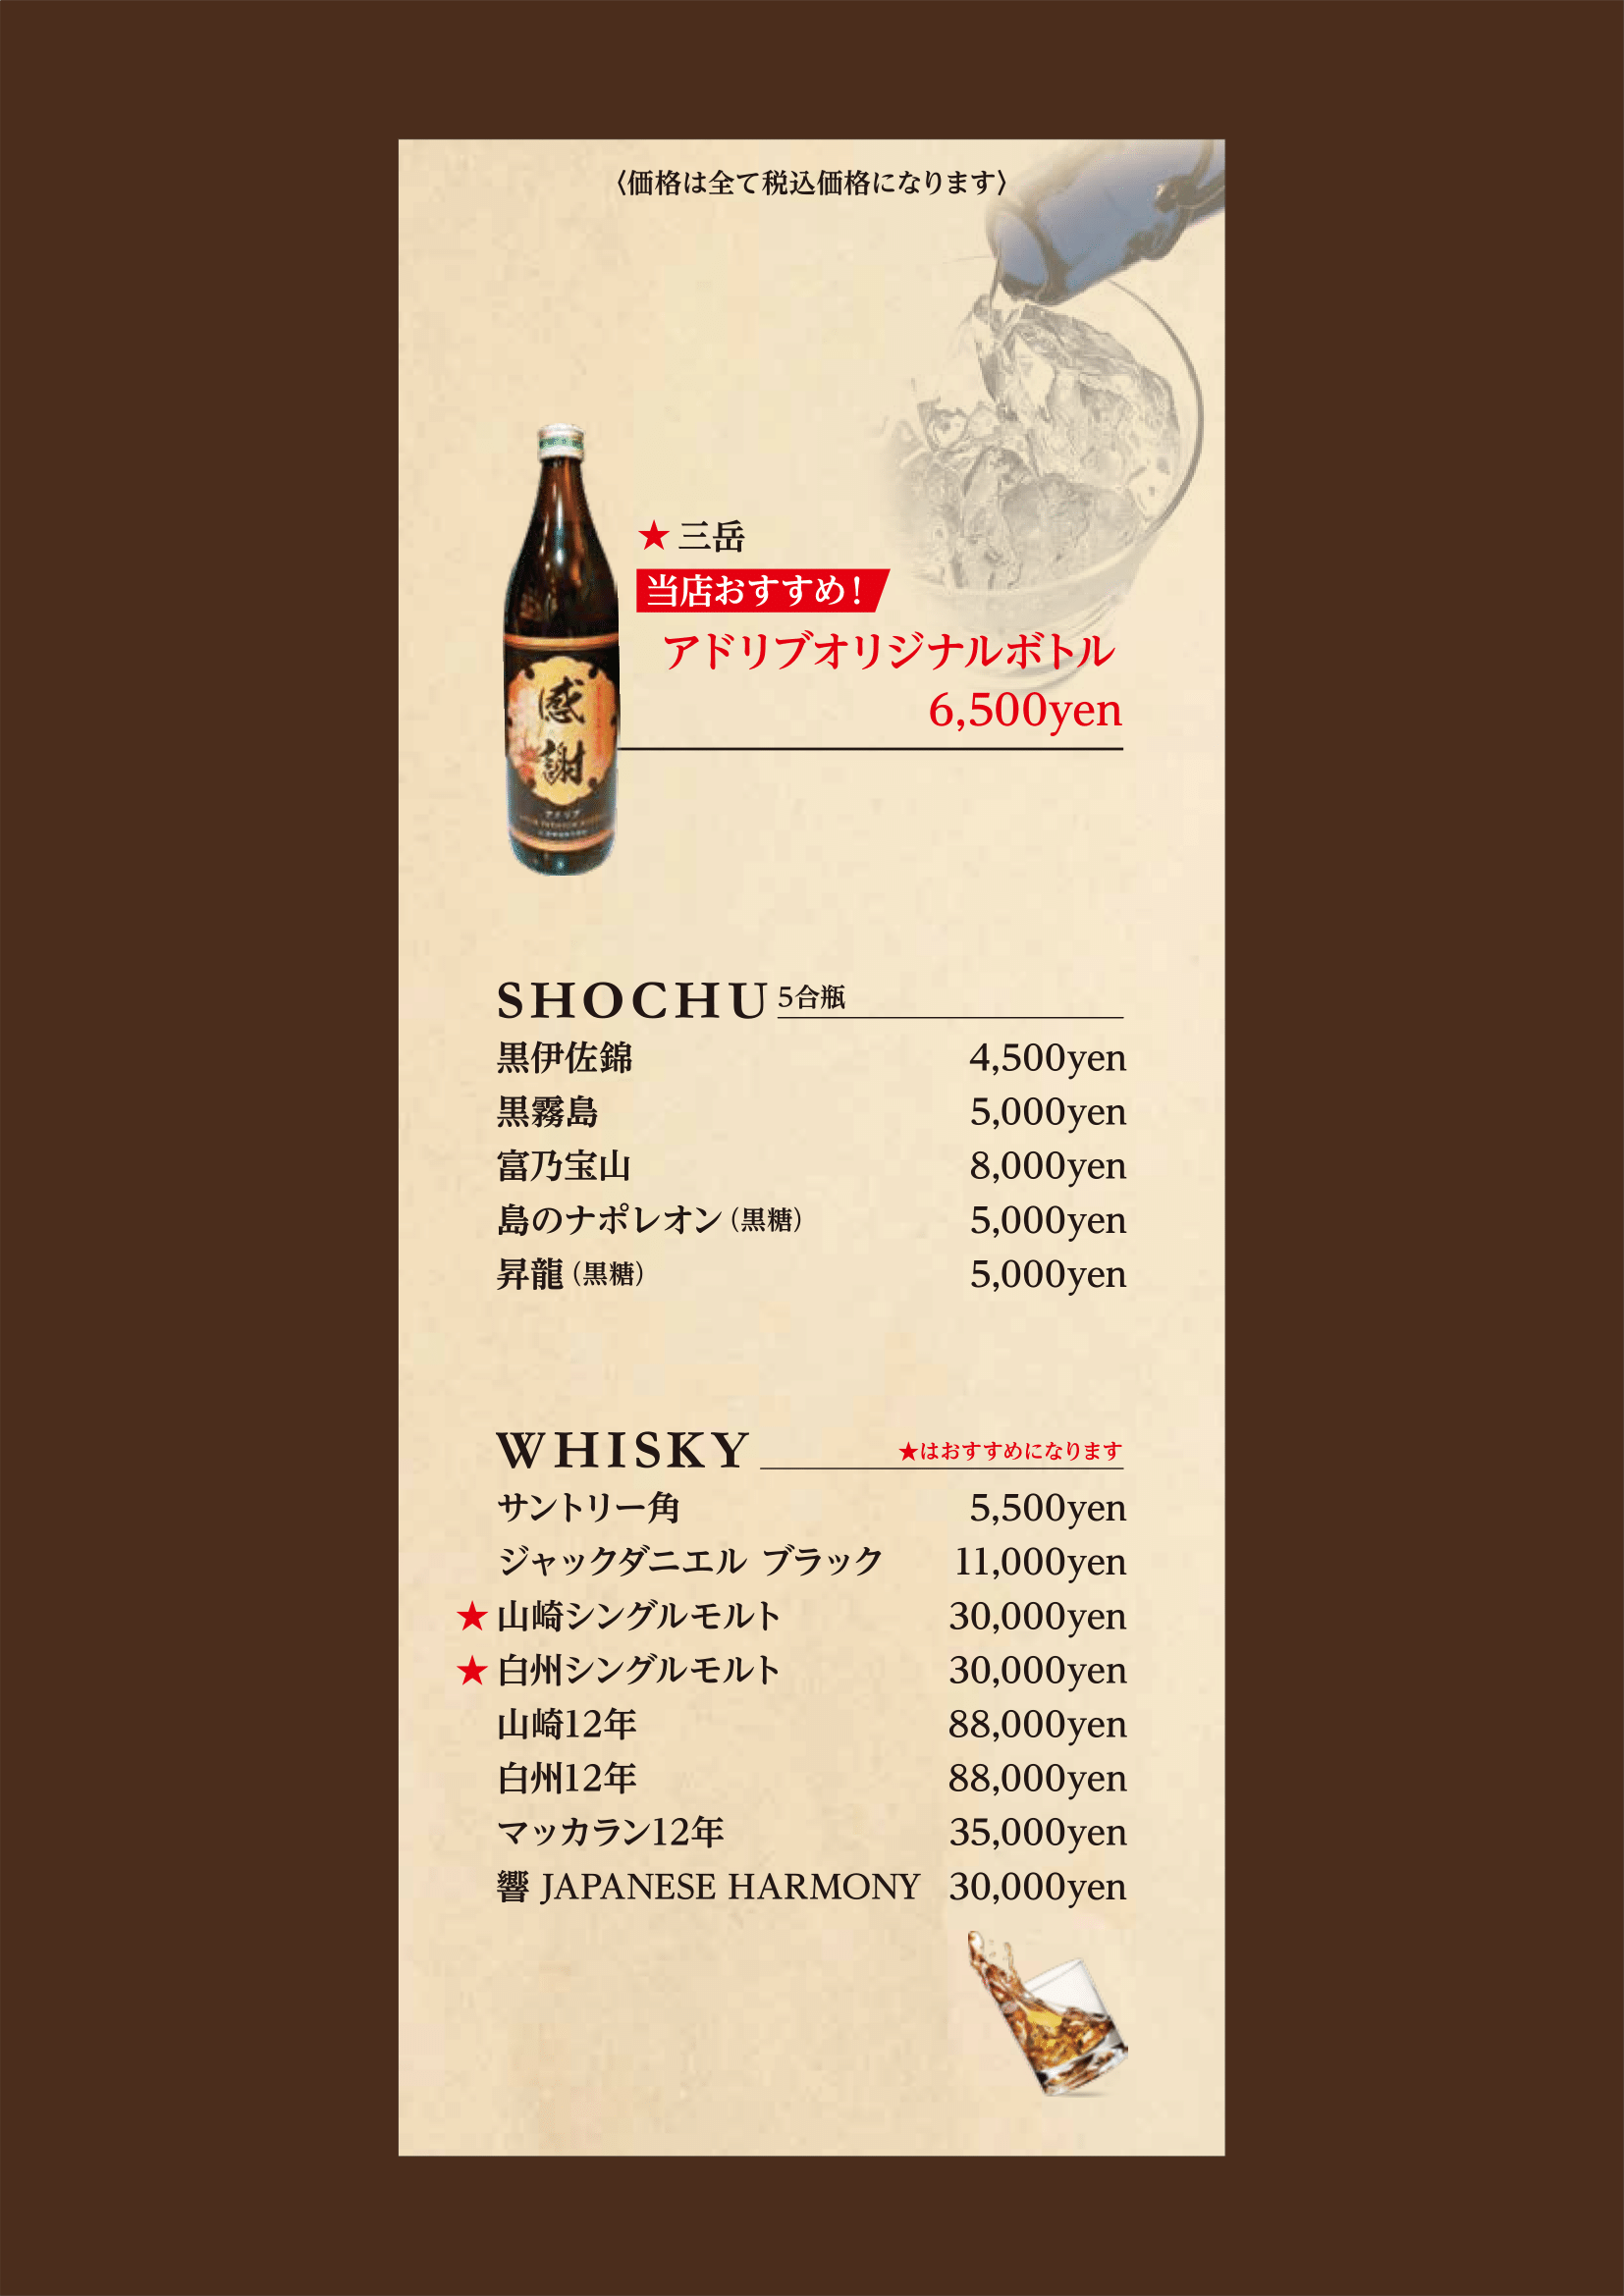 〈価格は全て税込価格になります〉
★ 三岳
当店おすすめ！
アドリブオリジナルボトル
6,500yen
感
謝
アドリブ
SHOCHU 5合瓶
黒伊佐錦 4,500yen
黒霧島 5,000yen
富乃宝山 8,000yen
島のナポレオン（黒糖） 5,000yen
昇龍（黒糖） 5,000yen
WHISKY ★はおすすめになります
サントリー角 5,500yen
ジャックダニエル ブラック 11,000yen
★ 山崎シングルモルト 30,000yen
★ 白州シングルモルト 30,000yen
山崎12年 88,000yen
白州12年 88,000yen
マッカラン12年 35,000yen
響 JAPANESE HARMONY 30,000yen